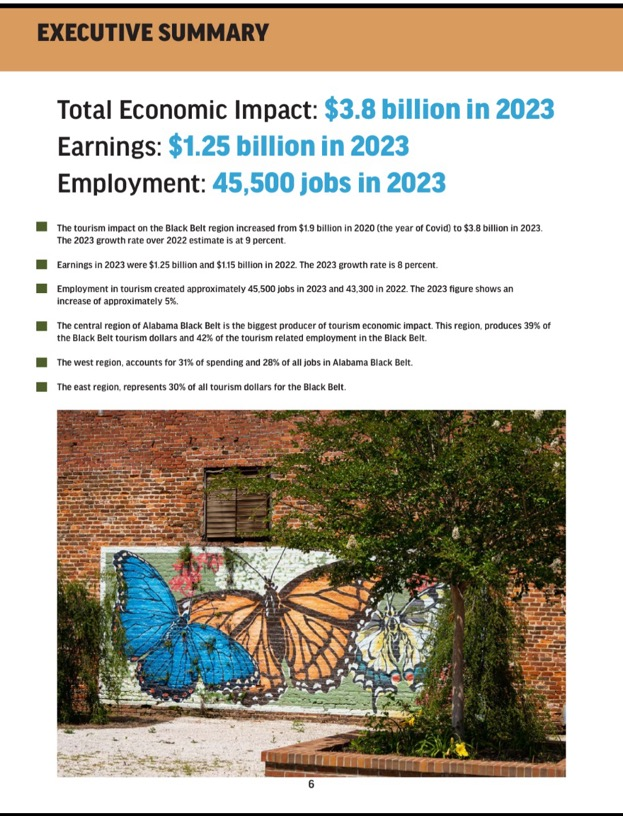 EXECUTIVE SUMMARY
Total Economic Impact: $3.8 billion in 2023
Earnings: $1.25 billion in 2023
Employment: 45,500 jobs in 2023
The tourism impact on the Black Belt region increased from $1.9 billion in 2020 (the year of Covid) to $3.8 billion in 2023.
The 2023 growth rate over 2022 estimate is at 9 percent.
Earnings in 2023 were $1.25 billion and $1.15 billion in 2022. The 2023 growth rate is 8 percent.
Employment in tourism created approximately 45,500 jobs in 2023 and 43,300 in 2022. The 2023 figure shows an
increase of approximately 5%.
The central region of Alabama Black Belt is the biggest producer of tourism economic impact. This region, produces 39% of
the Black Belt tourism dollars and 42% of the tourism related employment in the Black Belt.
The west region, accounts for 31% of spending and 28% of all jobs in Alabama Black Belt.
The east region, represents 30% of all tourism dollars for the Black Belt.
6